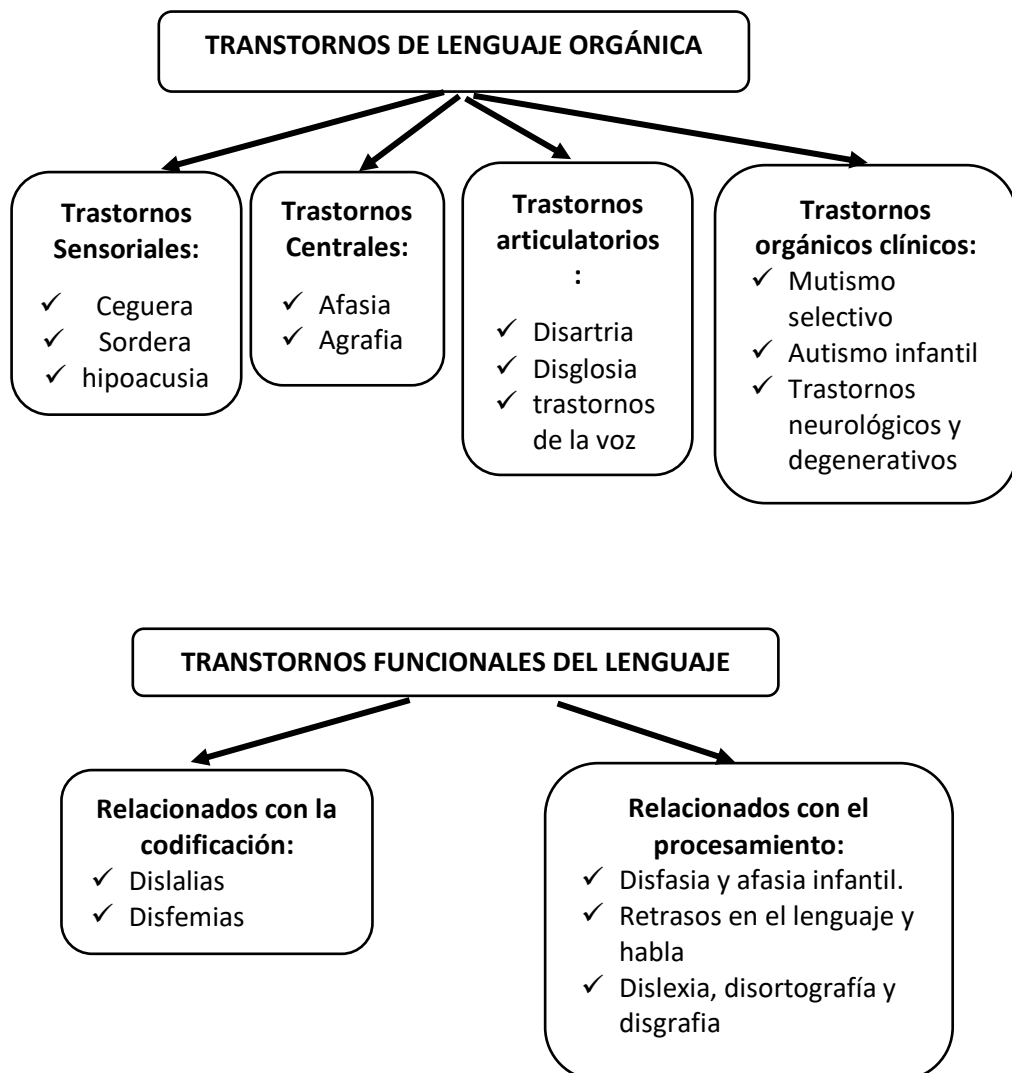 TRANSTORNOS DE LENGUAJE ORGÁNICA
Trastornos
Sensoriales:
✓ Ceguera
✓ Sordera
✓ hipoacusia
Trastornos
Centrales:
✓ Afasia
✓ Agrafia
Trastornos
articulatorios
:
✓ Disartria
✓ Disglosia
✓ trastornos
de la voz
Trastornos
orgánicos clínicos:
✓ Mutismo
selectivo
✓ Autismo infantil
✓ Trastornos
neurológicos y
degenerativos
TRANSTORNOS FUNCIONALES DEL LENGUAJE
Relacionados con la
codificación:
✓ Dislalias
✓ Disfemias
Relacionados con el
procesamiento:
✓ Disfasia y afasia infantil.
✓ Retrasos en el lenguaje y
habla
✓ Dislexia, disortografía y
disgrafia